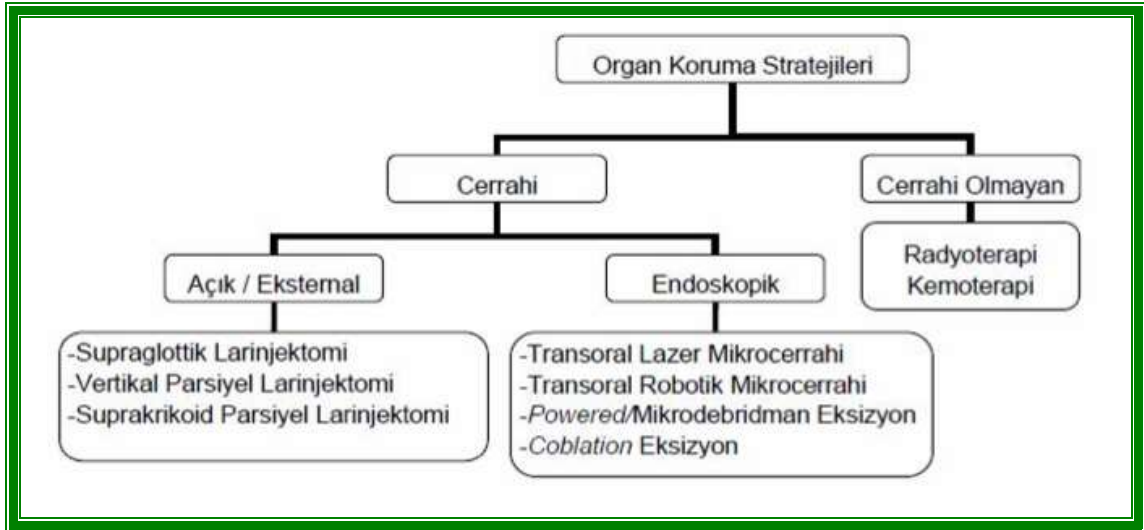 Organ Koruma Stratejileri
Cerrahi
Cerrahi Olmayan
Radyoterapi
Kemoterapi
Açık / Eksternal
Endoskopik
-Supraglottik Larinjektomi
-Vertikal Parsiyel Larinjektomi
-Suprakrikoid Parsiyel Larinjektomi
-Transoral Lazer Mikrocerrahi
-Transoral Robotik Mikrocerrahi
-Powered/Mikrodebridman Eksizyon
-Coblation Eksizyon